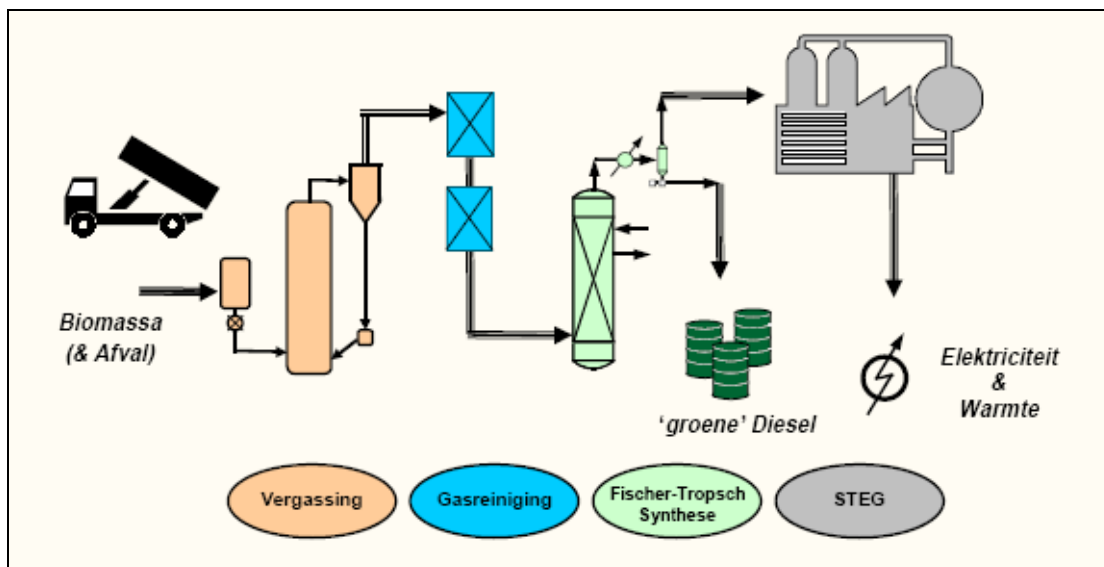 Biomassa
(& Afval)
'groene' Diesel
Elektriciteit
&
Warmte
Vergassing
Gasreiniging
Fischer-Tropsch
Synthese
STEG